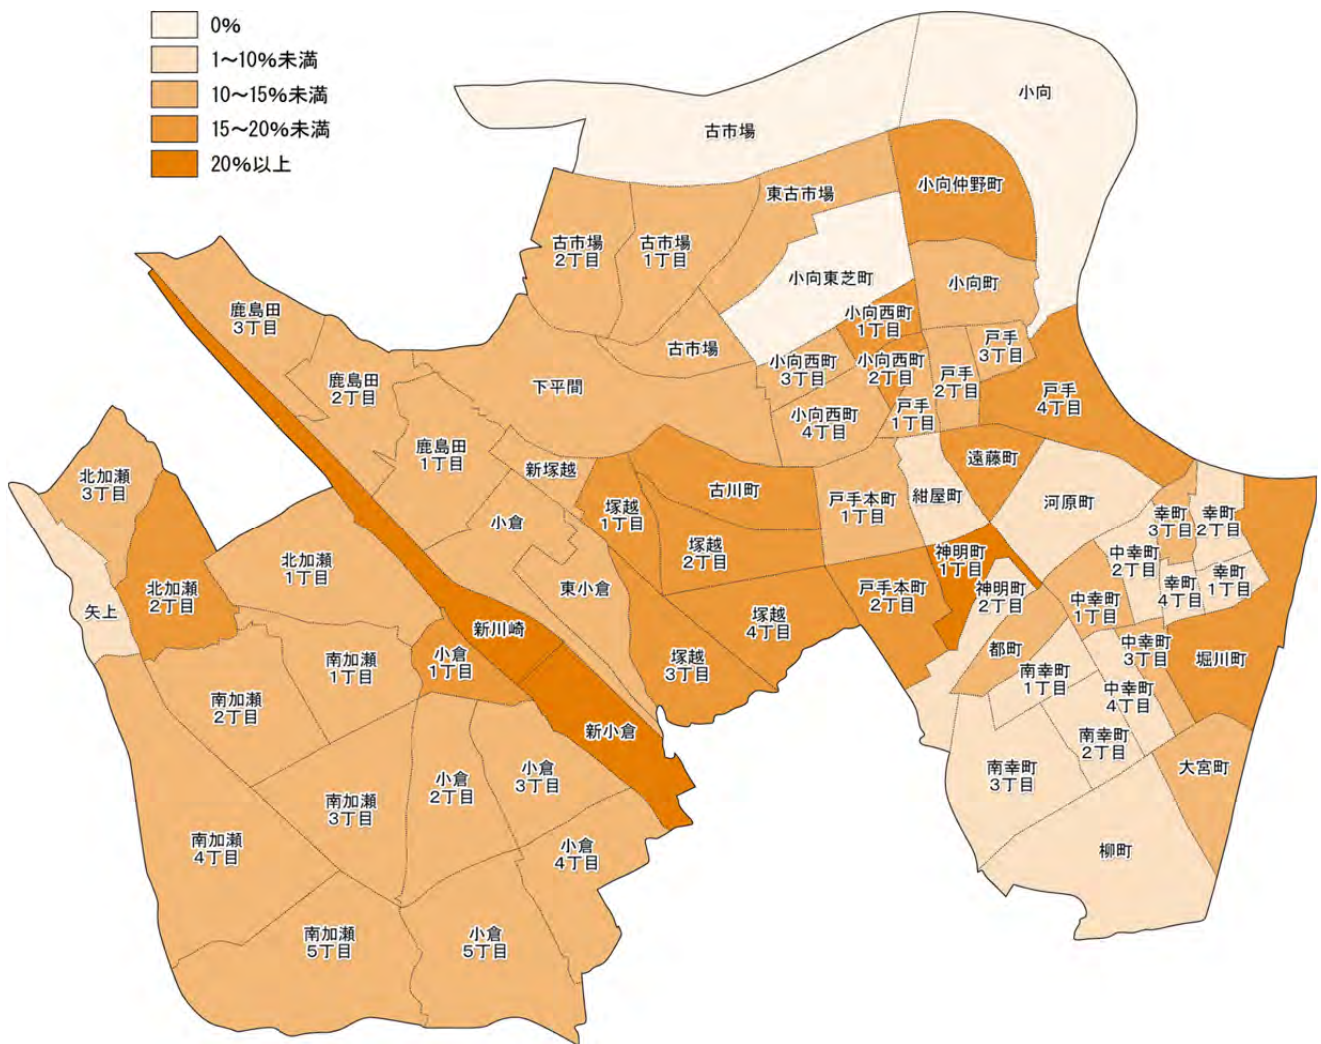 0%
1~10%未満
10~15%未満
15~20%未満
20%以上
小向
古市場
東古市場
小向仲野町
古市場
2丁目
古市場
1丁目
小向東芝町
小向町
鹿島田
3丁目
小向西町
1丁目
戸手
3丁目
古市場
小向西町
3丁目
小向西町
2丁目
戸手
2丁目
鹿島田
2丁目
下平間
戸手
4丁目
小向西町
4丁目
戸手
1丁目
鹿島田
1丁目
新塚越
遠藤町
北加瀬
3丁目
古川町
戸手本町
1丁目
紺屋町
河原町
塚越
1丁目
小倉
幸町
3丁目
幸町
2丁目
塚越
2丁目
神明町
1丁目
中幸町
2丁目
北加瀬
1丁目
北加瀬
2丁目
東小倉
戸手本町
2丁目
神明町
2丁目
幸町
4丁目
幸町
1丁目
矢上
中幸町
1丁目
新川崎
塚越
4丁目
都町
中幸町
3丁目
堀川町
南加瀬
1丁目
小倉
1丁目
塚越
3丁目
南幸町
1丁目
中幸町
4丁目
南加瀬
2丁目
新小倉
南幸町
2丁目
大宮町
小倉
2丁目
小倉
3丁目
南幸町
3丁目
南加瀬
3丁目
南加瀬
4丁目
小倉
4丁目
柳町
南加瀬
5丁目
小倉
5丁目